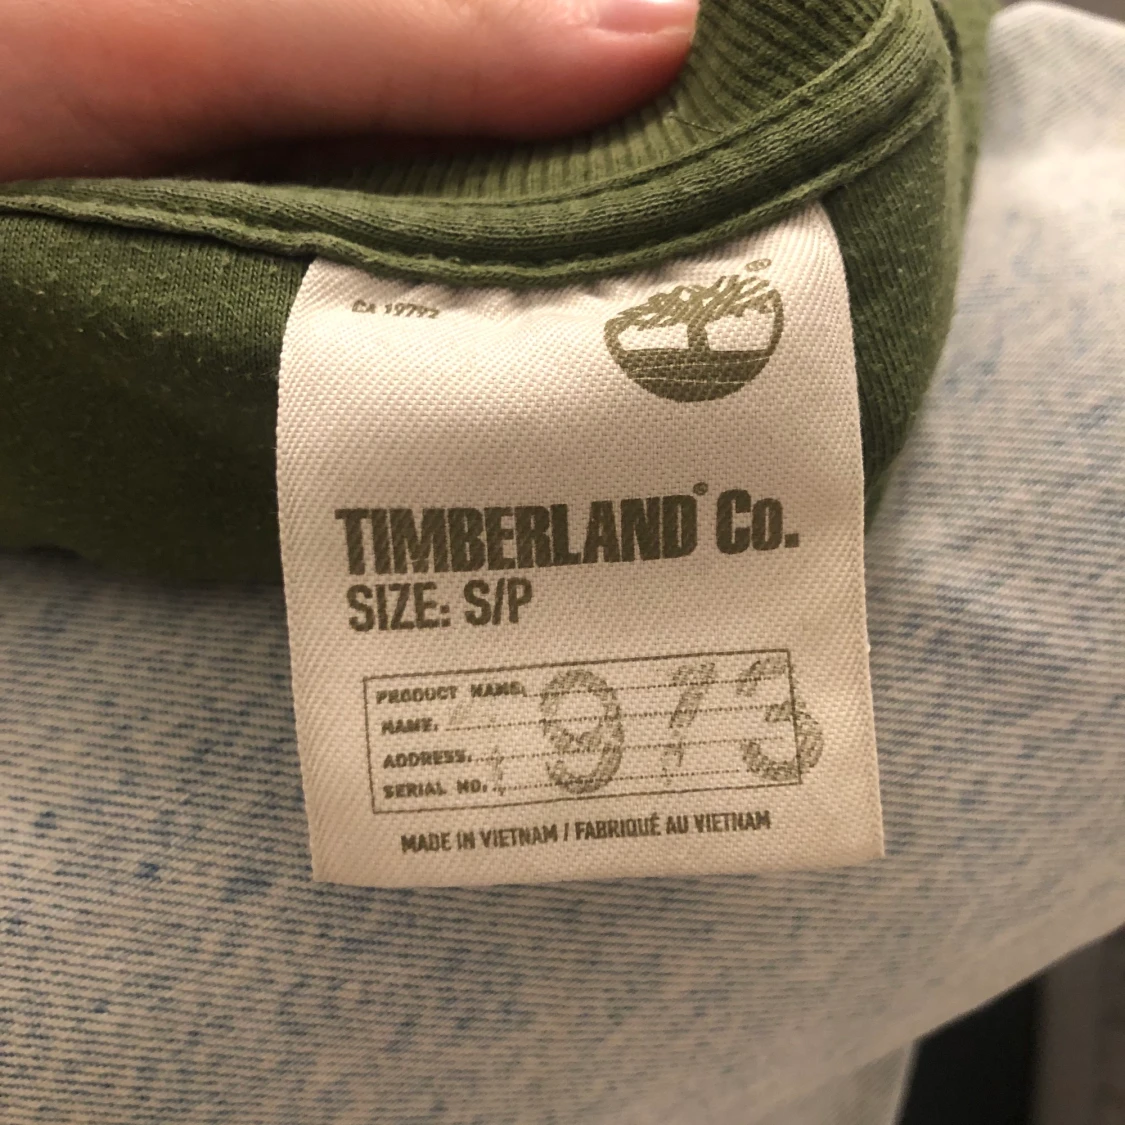 CA 19792
®
TIMBERLAND® Co.
SIZE: S/P
PRODUCT NAME.
NAME.
ADDRESS.
SERIAL NO.
1973
MADE IN VIETNAM / FABRIQUÉ AU VIETNAM